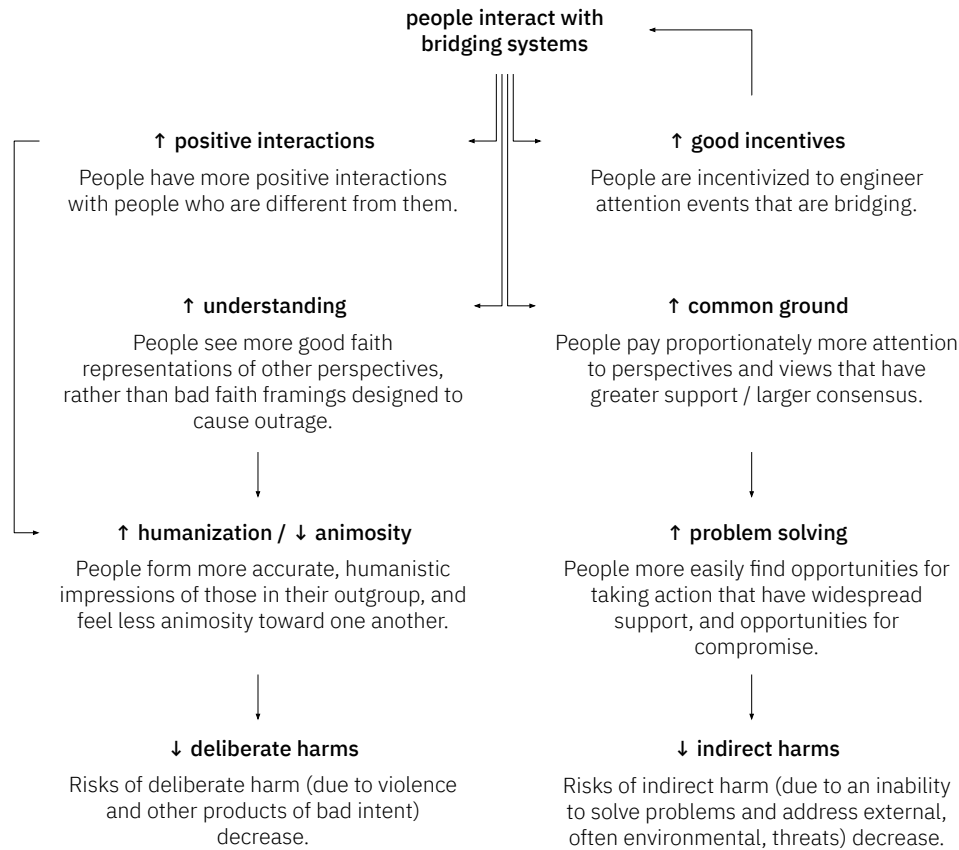 people interact with
bridging systems
↑ positive interactions
People have more positive interactions
with people who are different from them.
↑ good incentives
People are incentivized to engineer
attention events that are bridging.
↑ understanding
People see more good faith
representations of other perspectives,
rather than bad faith framings designed to
cause outrage.
↑ common ground
People pay proportionately more attention
to perspectives and views that have
greater support / larger consensus.
↑ humanization / ↓ animosity
People form more accurate, humanistic
impressions of those in their outgroup, and
feel less animosity toward one another.
↑ problem solving
People more easily find opportunities for
taking action that have widespread
support, and opportunities for
compromise.
↓ deliberate harms
Risks of deliberate harm (due to violence
and other products of bad intent)
decrease.
↓ indirect harms
Risks of indirect harm (due to an inability
to solve problems and address external,
often environmental, threats) decrease.